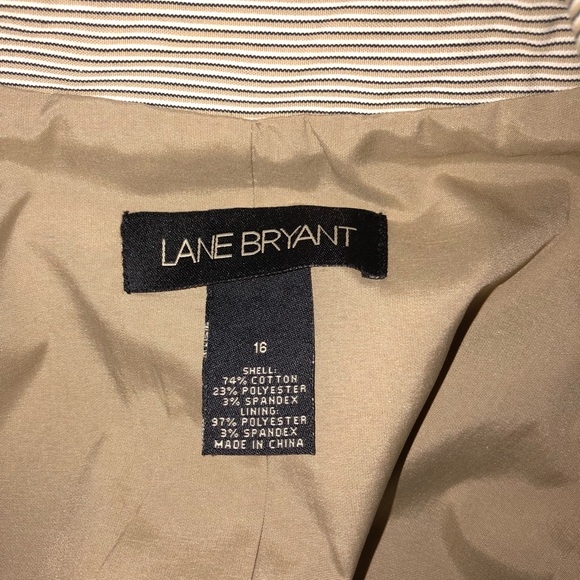 LANE BRYANT
16
SHELL:
74% COTTON
23% POLYESTER
3% SPANDEX
LINING:
97% POLYESTER
3% SPANDEX
MADE IN CHINA